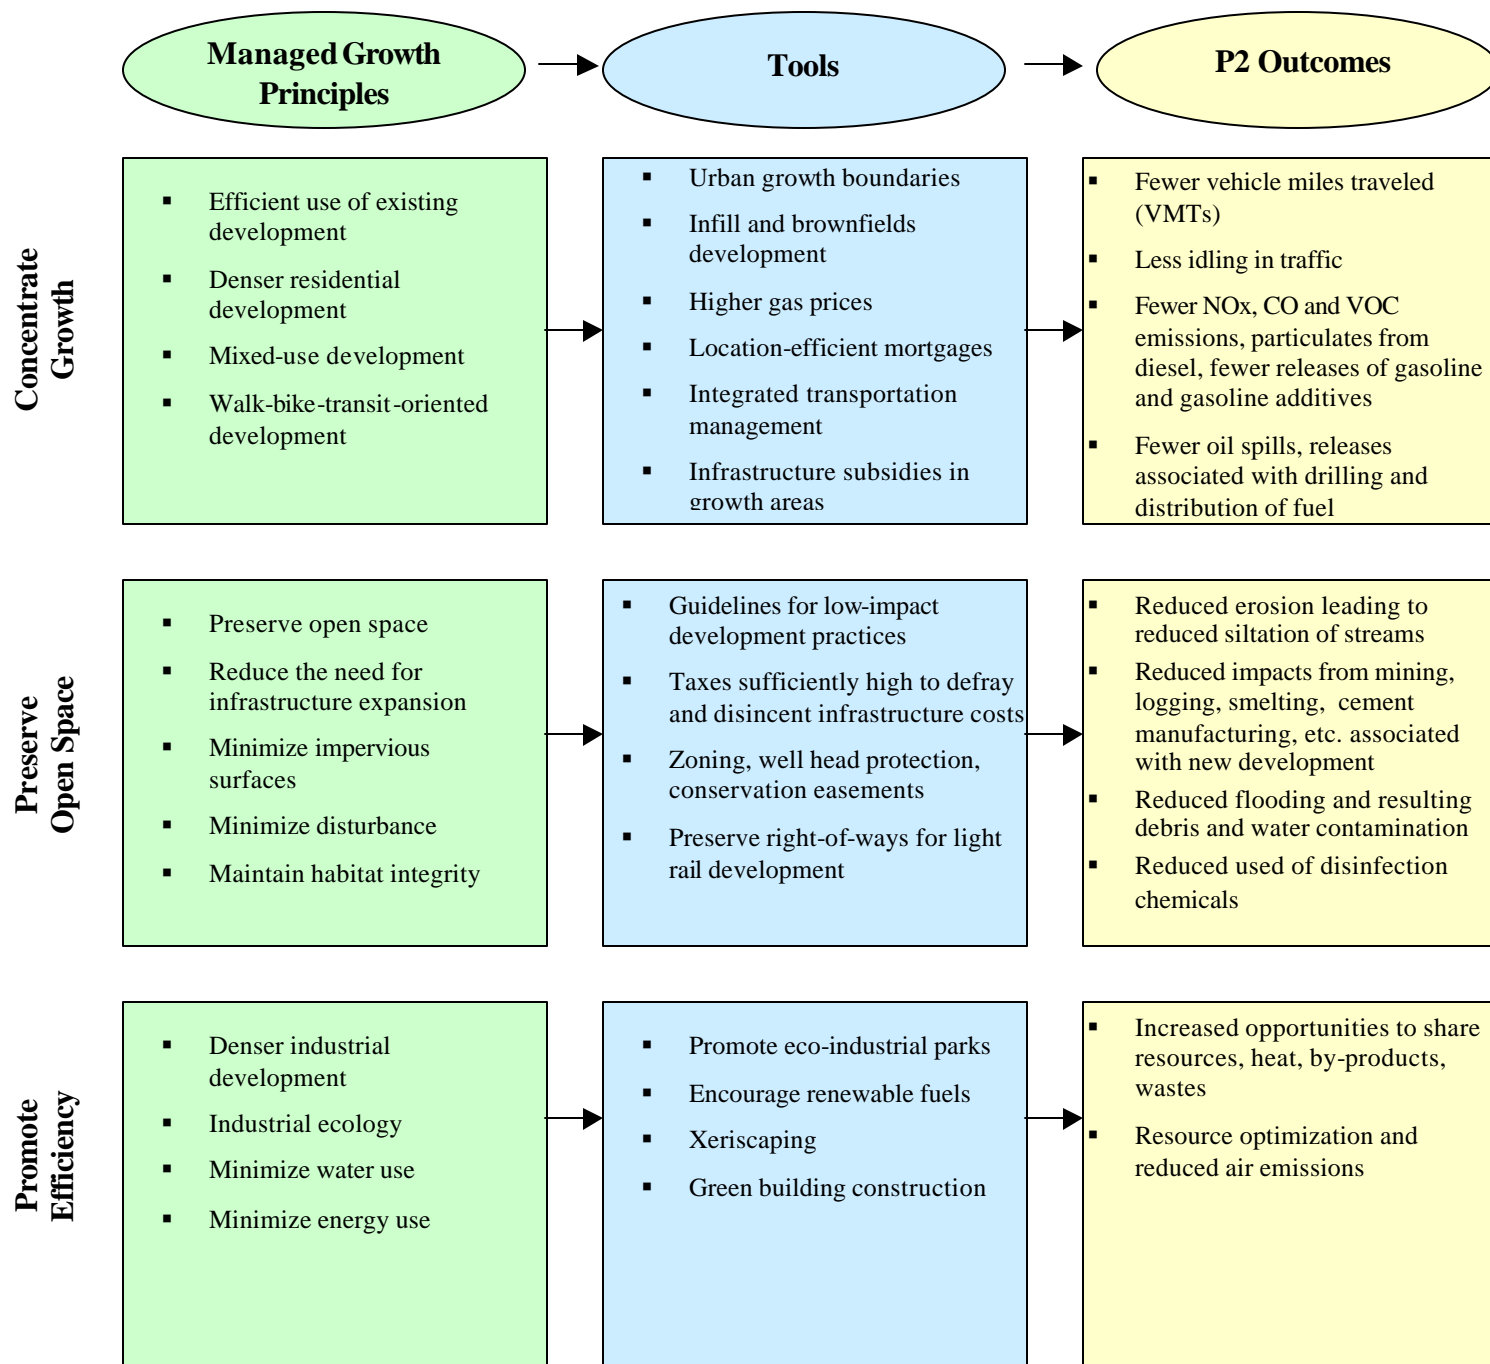 Managed Growth
Principles
Tools
P2 Outcomes
Concentrate
Growth
▪ Efficient use of existing
development
▪ Denser residential
development
▪ Mixed-use development
▪ Walk-bike-transit-oriented
development
▪ Urban growth boundaries
▪ Infill and brownfields
development
▪ Higher gas prices
▪ Location-efficient mortgages
▪ Integrated transportation
management
▪ Infrastructure subsidies in
growth areas
▪ Fewer vehicle miles traveled
(VMTs)
▪ Less idling in traffic
▪ Fewer NOx, CO and VOC
emissions, particulates from
diesel, fewer releases of gasoline
and gasoline additives
▪ Fewer oil spills, releases
associated with drilling and
distribution of fuel
Preserve
Open Space
▪ Preserve open space
▪ Reduce the need for
infrastructure expansion
▪ Minimize impervious
surfaces
▪ Minimize disturbance
▪ Maintain habitat integrity
▪ Guidelines for low-impact
development practices
▪ Taxes sufficiently high to defray
and disincent infrastructure costs
▪ Zoning, well head protection,
conservation easements
▪ Preserve right-of-ways for light
rail development
▪ Reduced erosion leading to
reduced siltation of streams
▪ Reduced impacts from mining,
logging, smelting, cement
manufacturing, etc. associated
with new development
▪ Reduced flooding and resulting
debris and water contamination
▪ Reduced used of disinfection
chemicals
Promote
Efficiency
▪ Denser industrial
development
▪ Industrial ecology
▪ Minimize water use
▪ Minimize energy use
▪ Promote eco-industrial parks
▪ Encourage renewable fuels
▪ Xeriscaping
▪ Green building construction
▪ Increased opportunities to share
resources, heat, by-products,
wastes
▪ Resource optimization and
reduced air emissions